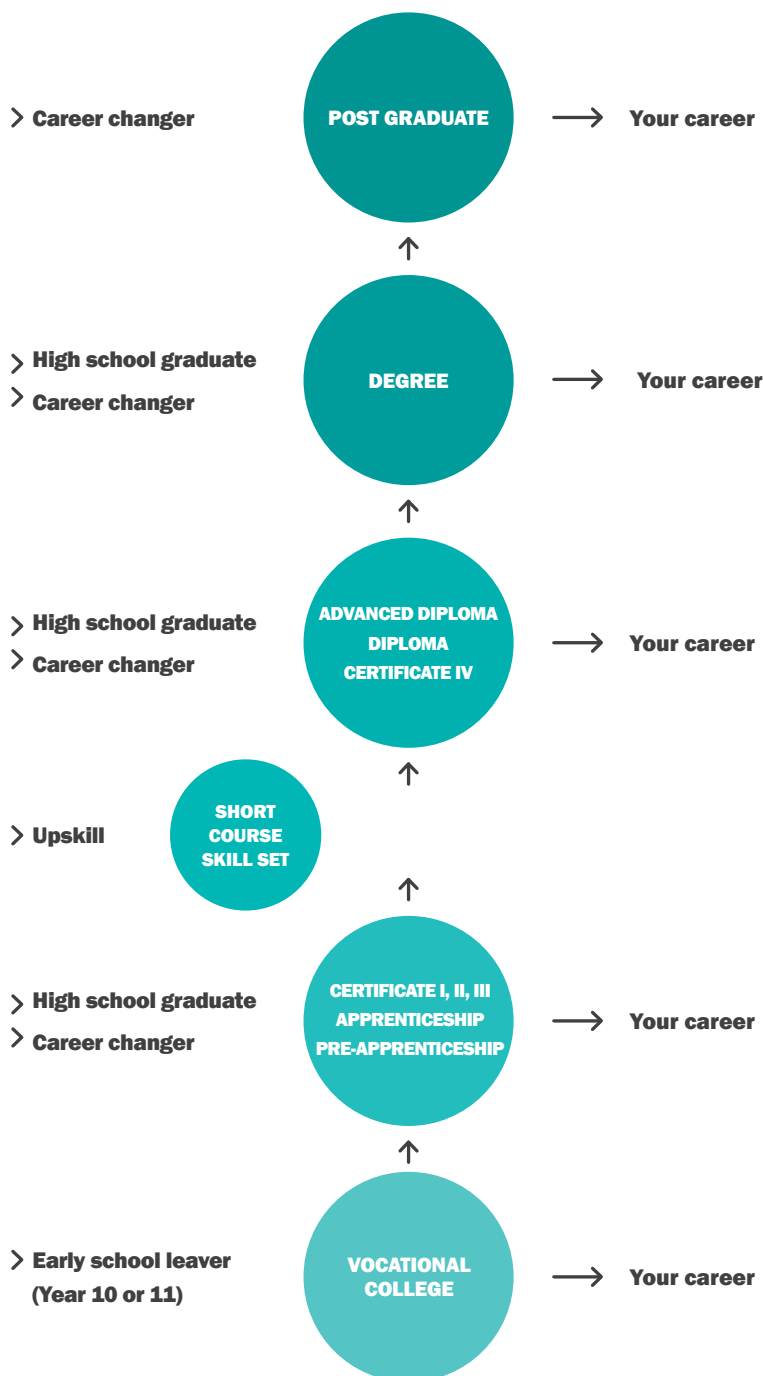 > Career changer
POST GRADUATE
Your career
> High school graduate
> Career changer
DEGREE
Your career
> High school graduate
> Career changer
ADVANCED DIPLOMA
DIPLOMA
CERTIFICATE IV
Your career
> Upskill
SHORT
COURSE
SKILL SET
> High school graduate
> Career changer
CERTIFICATE I, II, III
APPRENTICESHIP
PRE-APPRENTICESHIP
Your career
> Early school leaver
(Year 10 or 11)
VOCATIONAL
COLLEGE
Your career